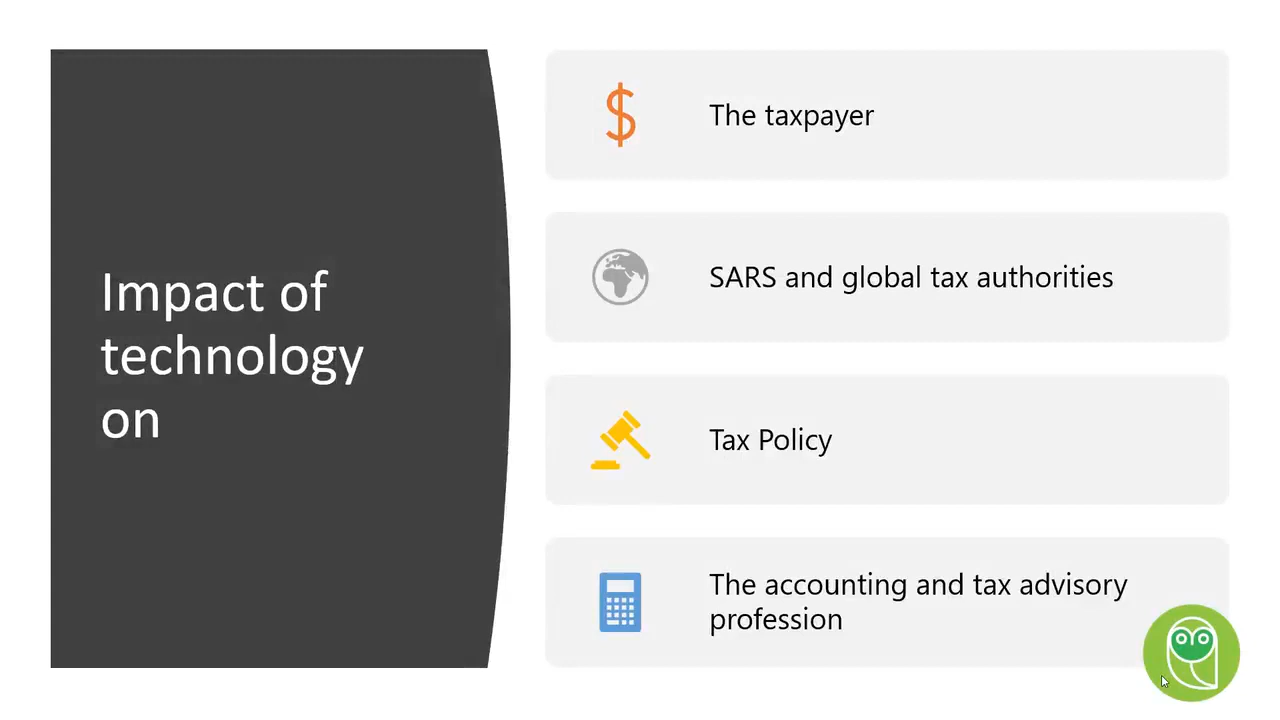 Impact of
technology
on
The taxpayer
SARS and global tax authorities
Tax Policy
The accounting and tax advisory
profession